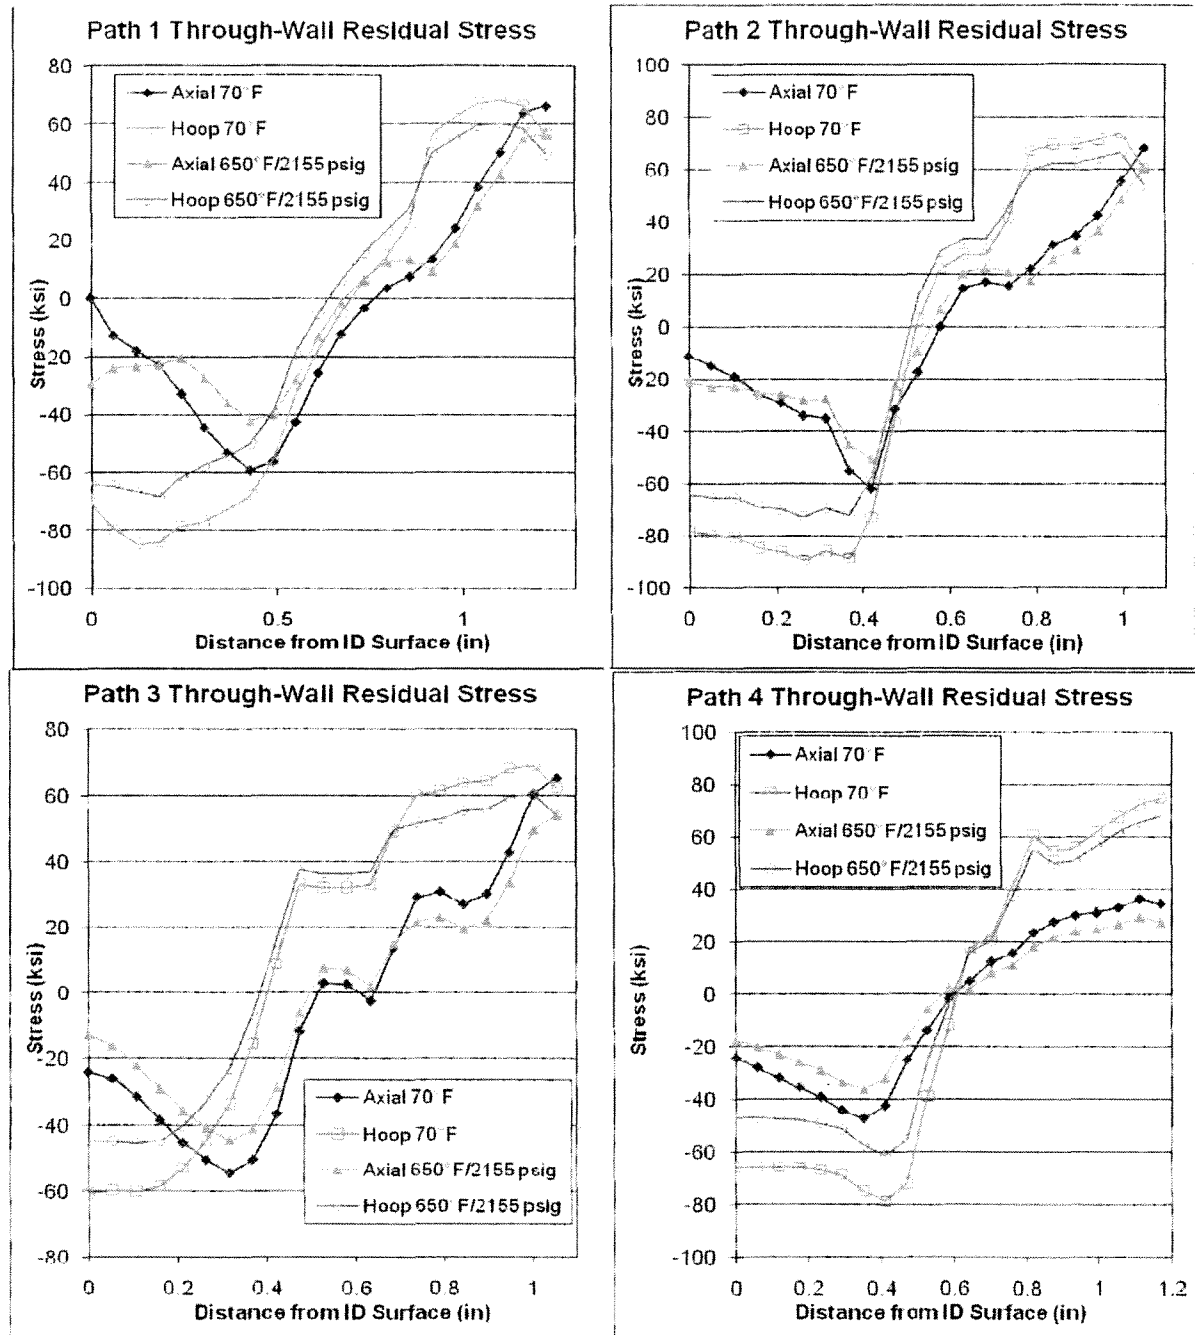 Path 1 Through-Wall Residual Stress
80
60
40
20
0
-20
-40
-60
-80
-100
Stress (ksi)
Axial 70°F
Hoop 70°F
Axial 650°F/2155 psig
Hoop 650°F/2155 psig
0
0.5
1
Distance from ID Surface (in)
Path 2 Through-Wall Residual Stress
100
80
60
40
20
0
-20
-40
-60
-80
-100
Stress (ksi)
Axial 70°F
Hoop 70°F
Axial 650°F/2155 psig
Hoop 650°F/2155 psig
0
0.2
0.4
0.6
0.8
1
Distance from ID Surface (in)
Path 3 Through-Wall Residual Stress
80
60
40
20
0
-20
-40
-60
-80
Stress (ksi)
Axial 70°F
Hoop 70°F
Axial 650°F/2155 psig
Hoop 650°F/2155 psig
0
0.2
0.4
0.6
0.8
1
Distance from ID Surface (in)
Path 4 Through-Wall Residual Stress
100
80
60
40
20
0
-20
-40
-60
-80
-100
Stress (ksi)
Axial 70°F
Hoop 70°F
Axial 650°F/2155 psig
Hoop 650°F/2155 psig
0
0.2
0.4
0.6
0.8
1
1.2
Distance from ID Surface (in)